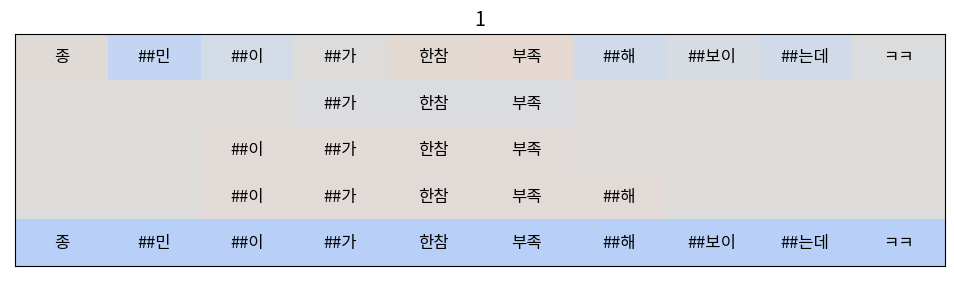 1
종 ##민 ##이 ##가 한참 부족 ##해 ##보이 ##는데 ㅋㅋ
##가 한참 부족
##이 ##가 한참 부족
##이 ##가 한참 부족 ##해
종 ##민 ##이 ##가 한참 부족 ##해 ##보이 ##는데 ㅋㅋ